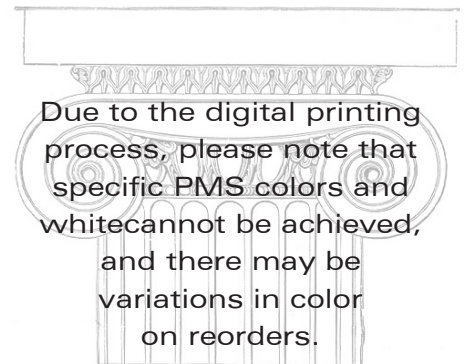 Due to the digital printing
process, please note that
specific PMS colors and
whitecannot be achieved,
and there may be
variations in color
on reorders.